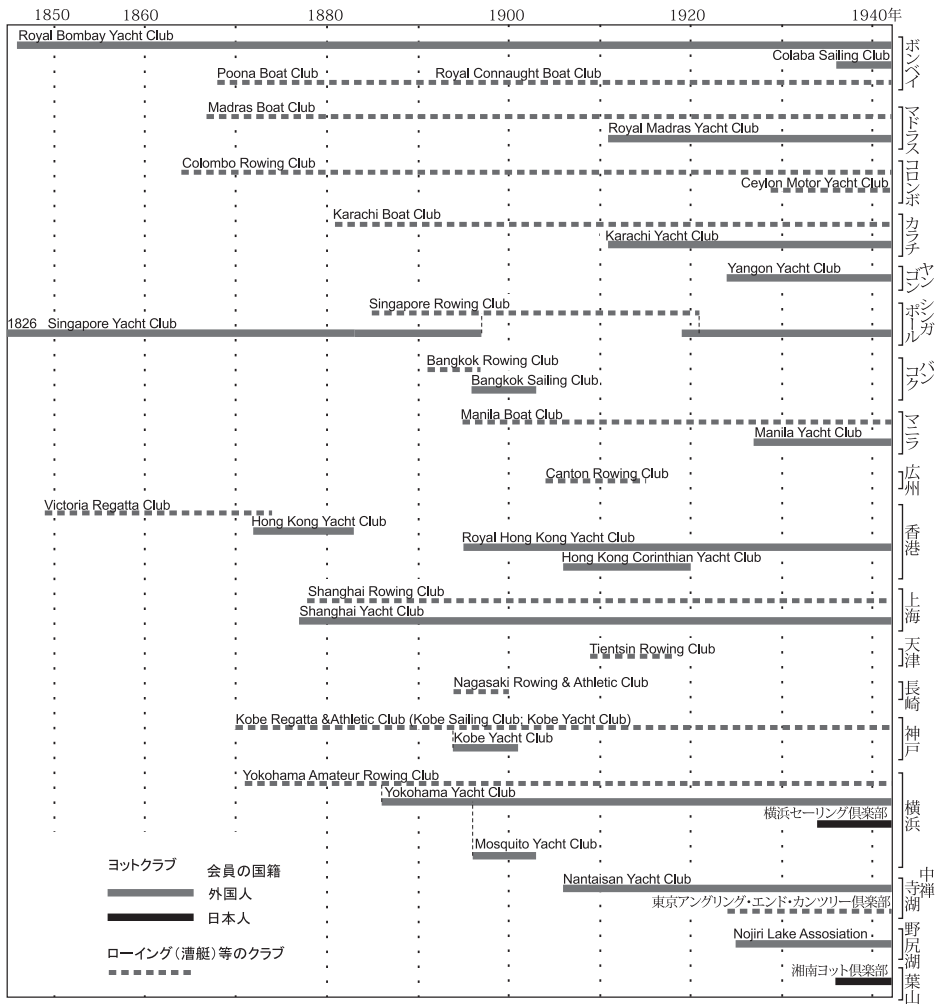 1850 1860 1880 1900 1920 1940年
Royal Bombay Yacht Club
Colaba Sailing Club
Poona Boat Club Royal Connaught Boat Club
ボンベイ
Madras Boat Club
Royal Madras Yacht Club
マドラス
Colombo Rowing Club
Ceylon Motor Yacht Club
コロンボ
Karachi Boat Club
Karachi Yacht Club
カラチ
Yangon Yacht Club
ヤンゴン
Singapore Rowing Club
1826 Singapore Yacht Club
シンガポール
Bangkok Rowing Club
Bangkok Sailing Club
バンコク
Manila Boat Club
Manila Yacht Club
マニラ
Canton Rowing Club
広州
Victoria Regatta Club
Hong Kong Yacht Club
Royal Hong Kong Yacht Club
Hong Kong Corinthian Yacht Club
香港
Shanghai Rowing Club
Shanghai Yacht Club
上海
Tientsin Rowing Club
天津
Nagasaki Rowing & Athletic Club
長崎
Kobe Regatta &Athletic Club (Kobe Sailing Club; Kobe Yacht Club)
Kobe Yacht Club
神戸
Yokohama Amateur Rowing Club
Yokohama Yacht Club
横浜セーリング倶楽部
Mosquito Yacht Club
横浜
Nantaisan Yacht Club
東京アングリング・エンド・カンツリー倶楽部
中禅寺湖
Nojiri Lake Assosiation
野尻湖
湘南ヨット倶楽部
葉山
ヨットクラブ 会員の国籍
外国人
日本人
ローイング(漕艇)等のクラブ